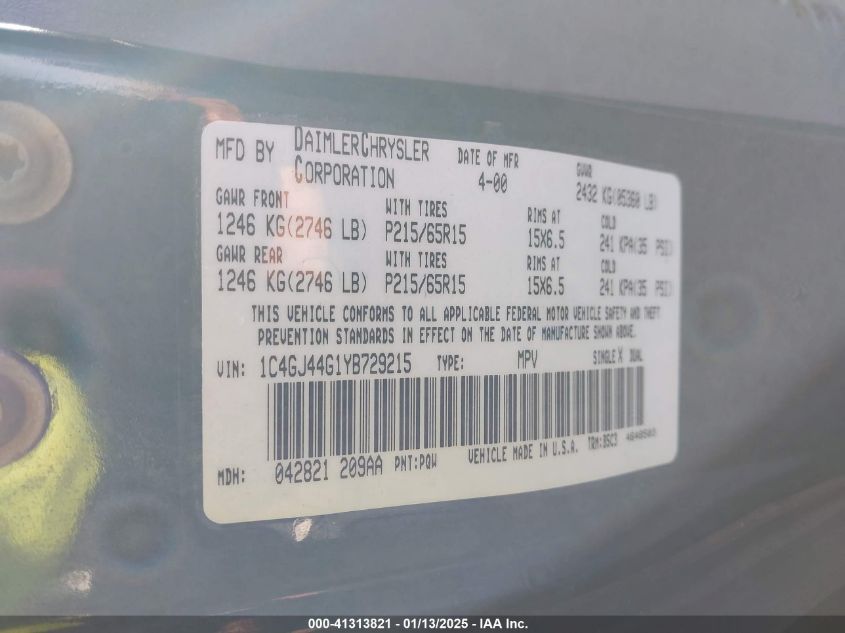 MFD BY DAIMLERCHRYSLER CORPORATION DATE OF MFR 4-00 GVWR 2432 KG(05360 LB)
GAWR FRONT WITH TIRES RIMS AT COLD
1246 KG(2746 LB) P215/65R15 15X6.5 241 KPA(35 PSI)
GAWR REAR WITH TIRES RIMS AT COLD
1246 KG(2746 LB) P215/65R15 15X6.5 241 KPA(35 PSI)
THIS VEHICLE CONFORMS TO ALL APPLICABLE FEDERAL MOTOR VEHICLE SAFETY AND THEFT
PREVENTION STANDARDS IN EFFECT ON THE DATE OF MANUFACTURE SHOWN ABOVE.
VIN: 1C4GJ44G1YB729215 TYPE: MPV SINGLE X DUAL
MDH: 042821 209AA PNT:PQW VEHICLE MADE IN U.S.A. TRM:BSC3
000-41313821 - 01/13/2025 - IAA Inc.